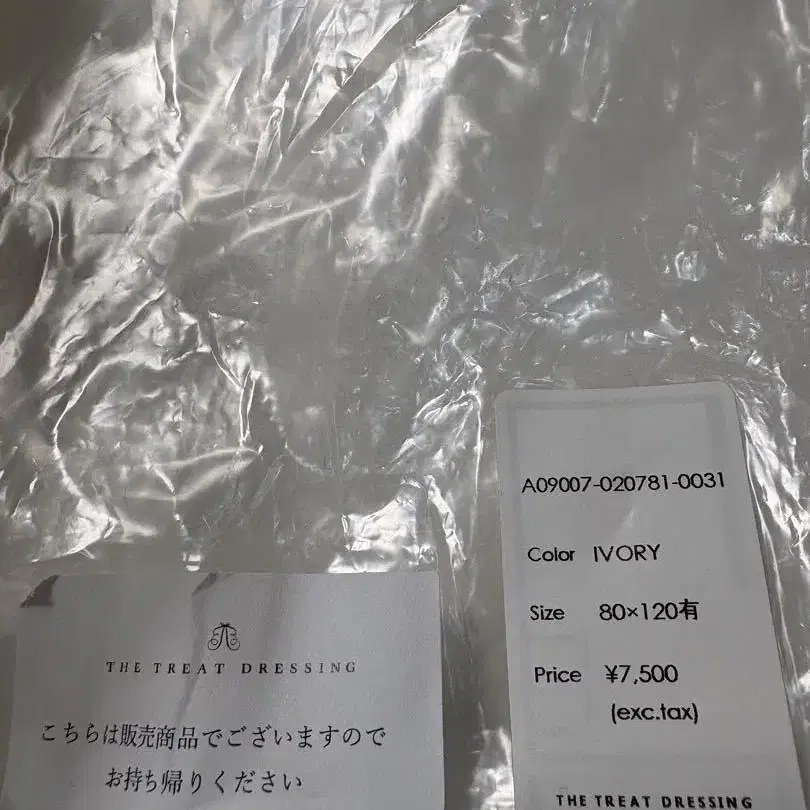 A09007-020781-0031
Color IVORY
Size 80×120有
Price ¥7,500
(exc.tax)
THE TREAT DRESSING
THE TREAT DRESSING
こちらは販売商品でございますので
お持ち帰りください